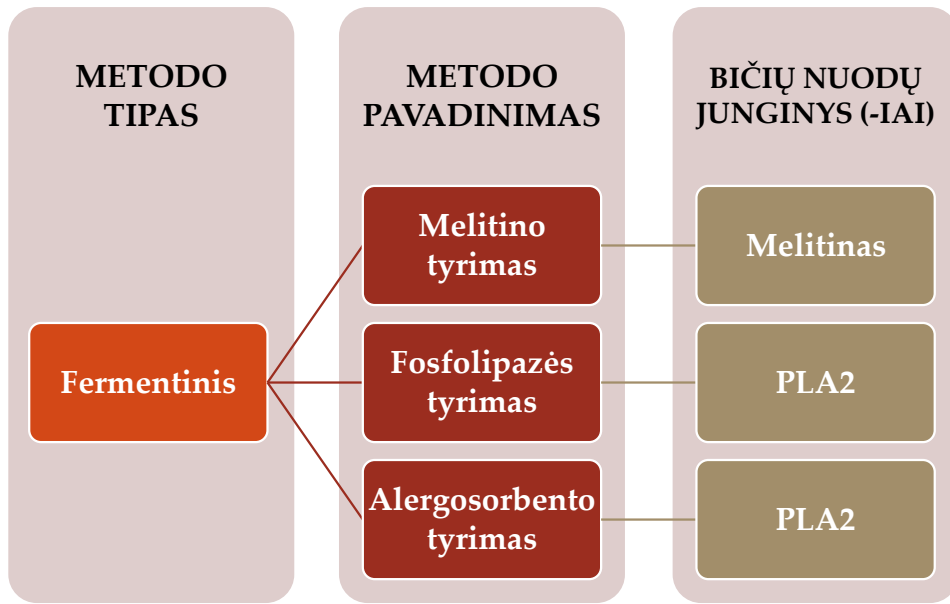 METODO
TIPAS
METODO
PAVADINIMAS
BIČIŲ NUODŲ
JUNGINYS (-IAI)
Fermentinis
Melitino
tyrimas
Melitinas
Fosfolipazės
tyrimas
PLA2
Alergosorbento
tyrimas
PLA2